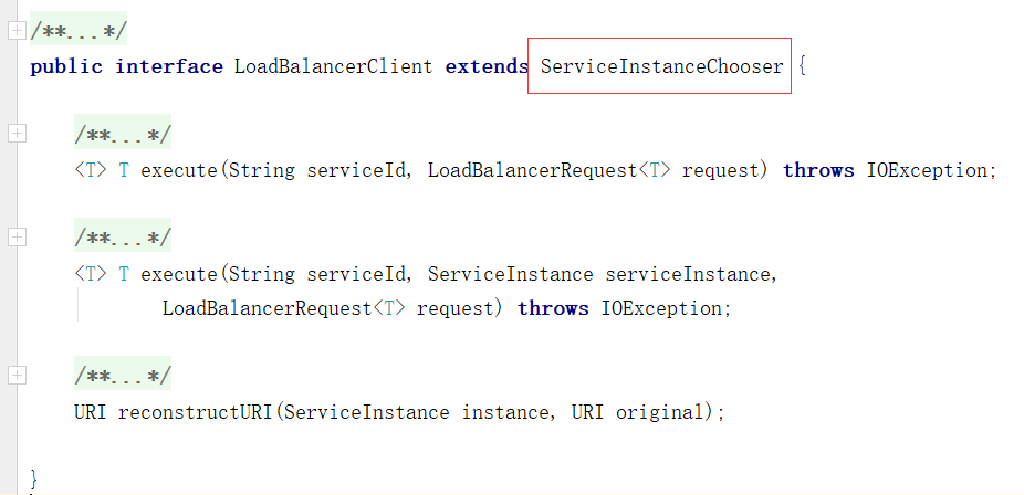 /**...*/
public interface LoadBalancerClient extends ServiceInstanceChooser {
/**...*/
<T> T execute(String serviceId, LoadBalancerRequest<T> request) throws IOException;
/**...*/
<T> T execute(String serviceId, ServiceInstance serviceInstance,
LoadBalancerRequest<T> request) throws IOException;
/**...*/
URI reconstructURI(ServiceInstance instance, URI original);
}